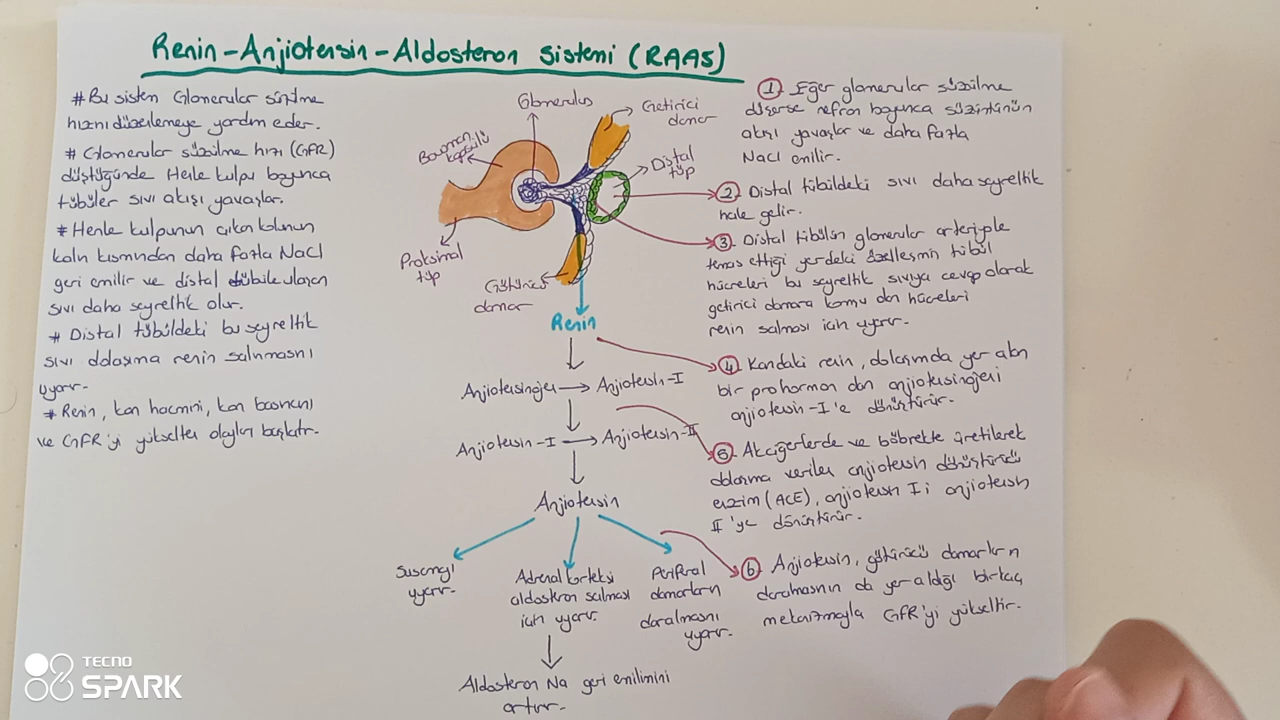 Renin-Anjiotensin-Aldosteron Sistemi (RAAS)
# Bu sistem Glomerular süzülme
hızını düzenlemeye yardım eder.
# Glomerular süzülme hızı (GFR)
düştüğünde Henle kulpu boyunca
tübüler sıvı akışı yavaşlar.
# Henle kulpunun çıkan kolunun
kalın kısmından daha fazla NaCl
geri emilir ve distal tübüle ulaşan
sıvı daha seyreltik olur.
# Distal tübüldeki bu seyreltik
sıvı dolaşıma renin salınmasını
uyarır.
# Renin, kan hacmini, kan basıncını
ve GFR'yi yükselten olayları başlatır.
Glomerulus
Getirici
damar
Bowman
kapsülü
Distal
tüp
Proksimal
tüp
Götürücü
damar
Renin
Anjiotensinojen → Anjiotensin-I
Anjiotensin-I → Anjiotensin-II
Anjiotensin
Susamayı
uyarır.
Adrenal korteksi
aldosteron salması
için uyarır.
Periferal
damarların
daralmasını
uyarır.
Aldosteron Na geri emilimini
artırır.
1 Eğer glomerular süzülme
düşerse nefron boyunca süzüntünün
akışı yavaşlar ve daha fazla
NaCl emilir.
2 Distal tübüldeki sıvı daha seyreltik
hale gelir.
3 Distal tübülün glomerular arteriyle
temas ettiği yerdeki özelleşmiş tübül
hücreleri bu seyreltik sıvıya cevap olarak
getirici damara komşu olan hücreleri
renin salması için uyarır.
4 Kandaki renin, dolaşımda yer alan
bir prohormon olan anjiotensinojeni
anjiotensin-I'e dönüştürür.
5 Akciğerlerde ve böbrekte üretilerek
dolaşıma verilen anjiotensin dönüştürücü
enzim (ACE), anjiotensin I'i anjiotensin
II'ye dönüştürür.
6 Anjiotensin, götürücü damarların
daralmasının da yer aldığı birkaç
mekanizmayla GFR'yi yükseltir.
TECNO
SPARK